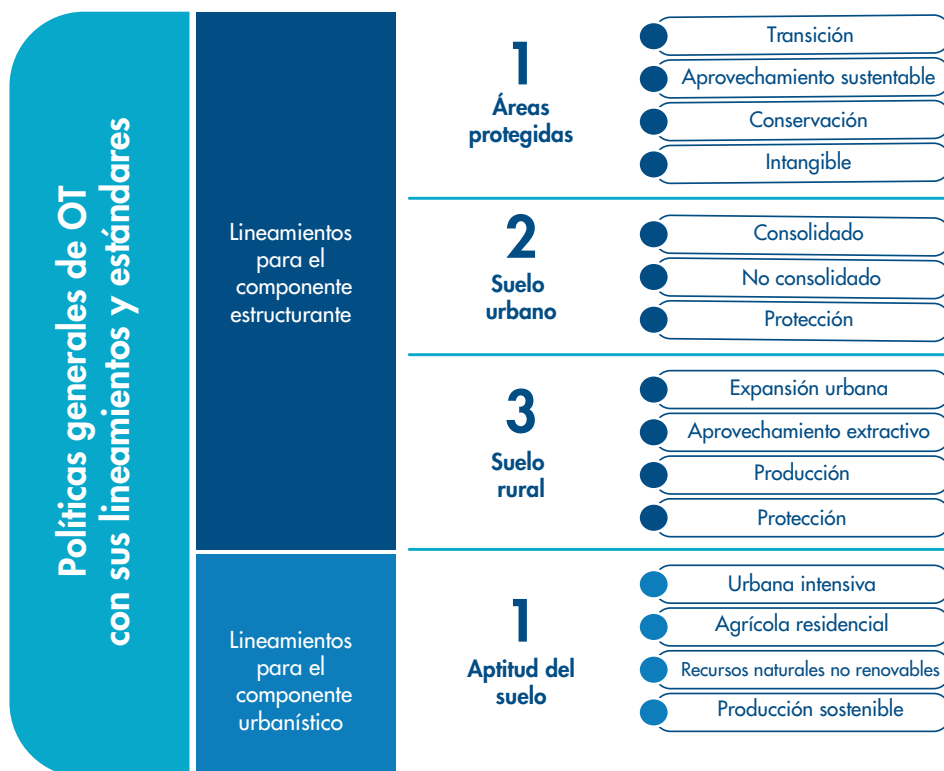 Políticas generales de OT
con sus lineamientos y estándares
Lineamientos
para el
componente
estructurante
1
Áreas
protegidas
Transición
Aprovechamiento sustentable
Conservación
Intangible
2
Suelo
urbano
Consolidado
No consolidado
Protección
3
Suelo
rural
Expansión urbana
Aprovechamiento extractivo
Producción
Protección
Lineamientos
para el
componente
urbanístico
1
Aptitud del
suelo
Urbana intensiva
Agrícola residencial
Recursos naturales no renovables
Producción sostenible